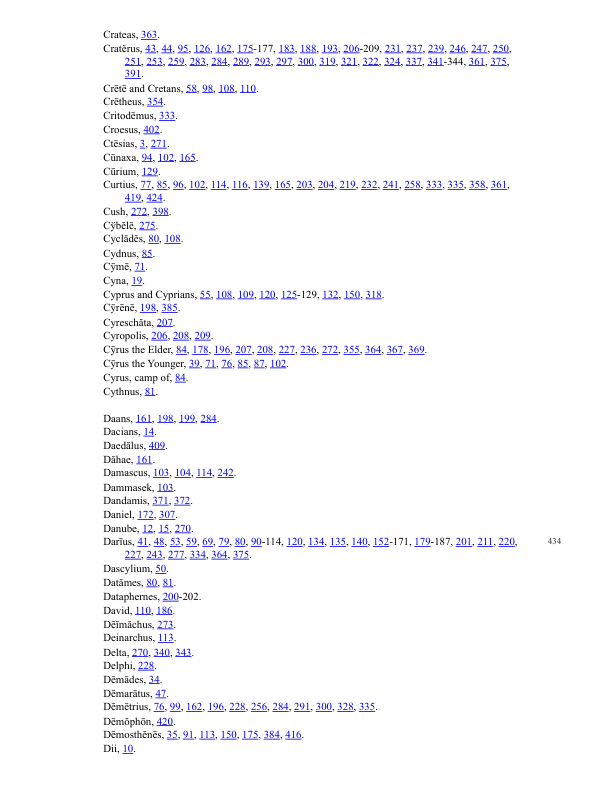 Crateas, 363.
Cratērus, 43, 44, 95, 126, 162, 175-177, 183, 188, 193, 206-209, 231, 237, 239, 246, 247, 250,
251, 253, 259, 283, 284, 289, 293, 297, 300, 319, 321, 322, 324, 337, 341-344, 361, 375,
391.
Crētē and Cretans, 58, 98, 108, 110.
Crētheus, 354.
Critodēmus, 333.
Croesus, 402.
Ctēsias, 3, 271.
Cūnaxa, 94, 102, 165.
Cūrium, 129.
Curtius, 77, 85, 96, 102, 114, 116, 139, 165, 203, 204, 219, 232, 241, 258, 333, 335, 358, 361,
419, 424.
Cush, 272, 398.
Cȳbēlē, 275.
Cyclādēs, 80, 108.
Cydnus, 85.
Cȳmē, 71.
Cyna, 19.
Cyprus and Cyprians, 55, 108, 109, 120, 125-129, 132, 150, 318.
Cȳrēnē, 198, 385.
Cyreschāta, 207.
Cyropolis, 206, 208, 209.
Cȳrus the Elder, 84, 178, 196, 207, 208, 227, 236, 272, 355, 364, 367, 369.
Cȳrus the Younger, 39, 71, 76, 85, 87, 102.
Cyrus, camp of, 84.
Cythnus, 81.
Daans, 161, 198, 199, 284.
Dacians, 14.
Daedălus, 409.
Dāhae, 161.
Damascus, 103, 104, 114, 242.
Dammasek, 103.
Dandamis, 371, 372.
Daniel, 172, 307.
Danube, 12, 15, 270.
Darīus, 41, 48, 53, 59, 69, 79, 80, 90-114, 120, 134, 135, 140, 152-171, 179-187, 201, 211, 220, 434
227, 243, 277, 334, 364, 375.
Dascylium, 50.
Datāmes, 80, 81.
Dataphernes, 200-202.
David, 110, 186.
Dēīmăchus, 273.
Deinarchus, 113.
Delta, 270, 340, 343.
Delphi, 228.
Dēmādes, 34.
Dēmarātus, 47.
Dēmētrius, 76, 99, 162, 196, 228, 256, 284, 291, 300, 328, 335.
Dēmŏphōn, 420.
Dēmosthēnēs, 35, 91, 113, 150, 175, 384, 416.
Dii, 10.